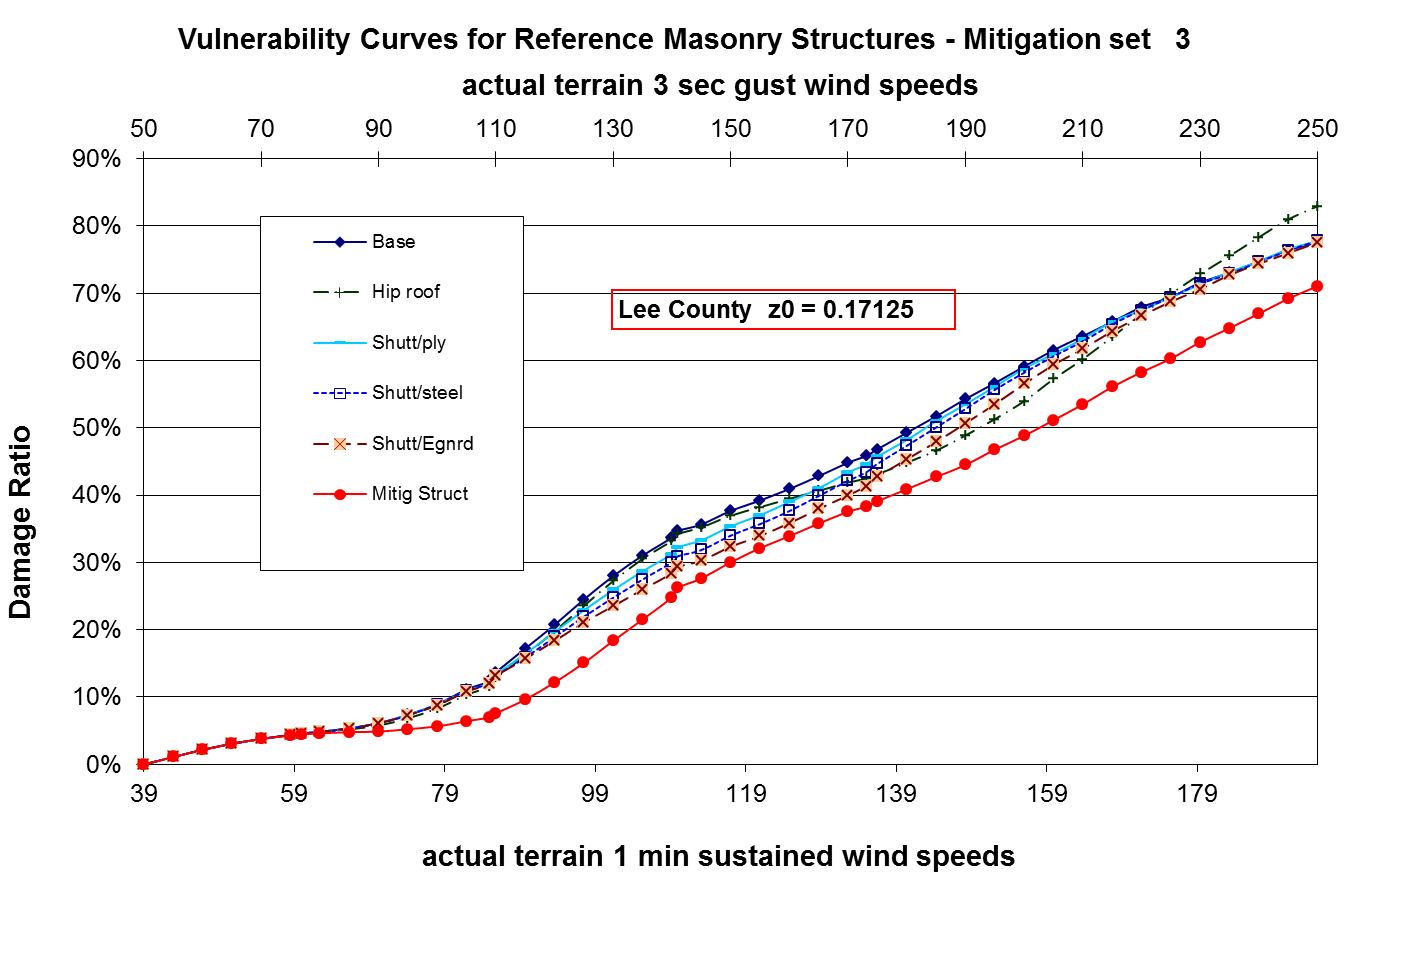 Vulnerability Curves for Reference Masonry Structures - Mitigation set 3
actual terrain 3 sec gust wind speeds
50 70 90 110 130 150 170 190 210 230 250
90%
80%
70%
60%
50%
40%
30%
20%
10%
0%
Damage Ratio
Base
Hip roof
Shutt/ply
Shutt/steel
Shutt/Egnrd
Mitig Struct
Lee County z0 = 0.17125
39 59 79 99 119 139 159 179
actual terrain 1 min sustained wind speeds